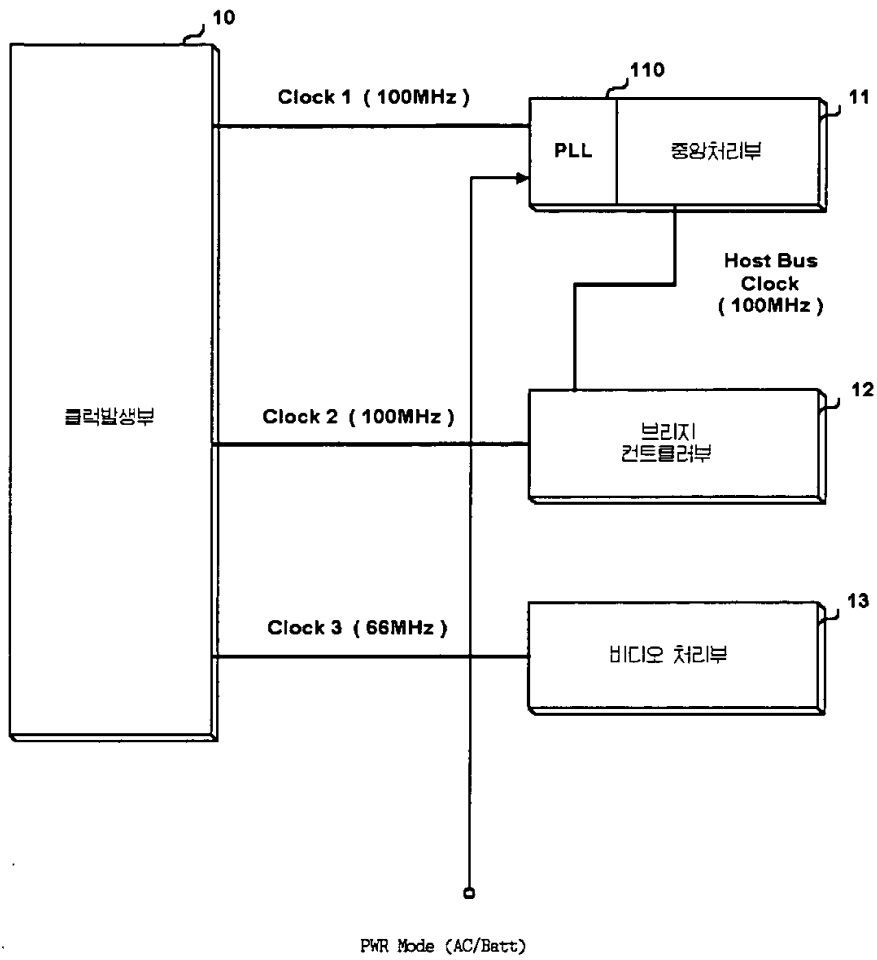 10
110
11
Clock 1 ( 100MHz )
PLL
중앙처리부
Host Bus
Clock
( 100MHz )
12
클럭발생부
Clock 2 ( 100MHz )
브리지
컨트롤러부
13
Clock 3 ( 66MHz )
비디오 처리부
PWR Mode (AC/Batt)